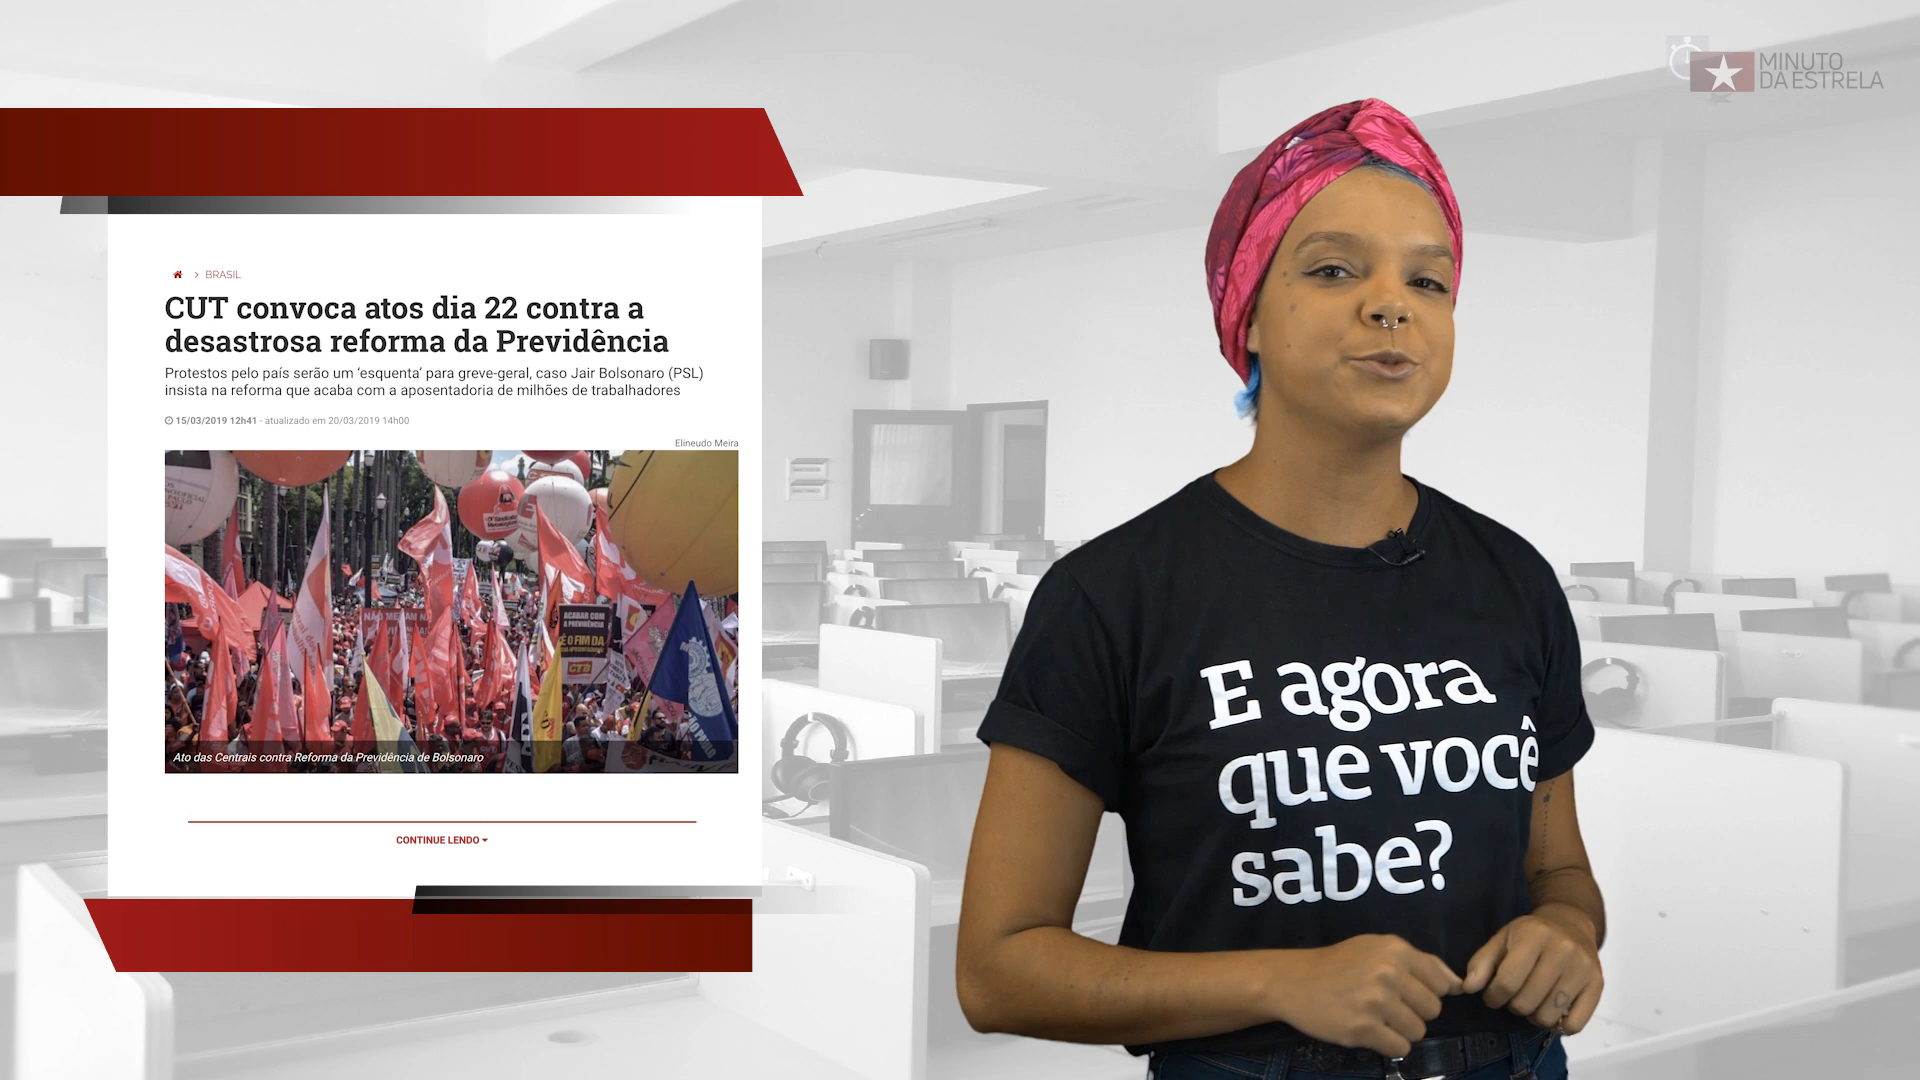 MINUTO
DA ESTRELA
BRASIL
CUT convoca atos dia 22 contra a
desastrosa reforma da Previdência
Protestos pelo país serão um ‘esquenta’ para greve-geral, caso Jair Bolsonaro (PSL)
insista na reforma que acaba com a aposentadoria de milhões de trabalhadores
15/03/2019 12h41 - atualizado em 20/03/2019 14h00
Elineudo Meira
ACABAR COM
A PREVIDÊNCIA
É O FIM DA
CTB
Ato das Centrais contra Reforma da Previdência de Bolsonaro
CONTINUE LENDO
E agora
que você
sabe?